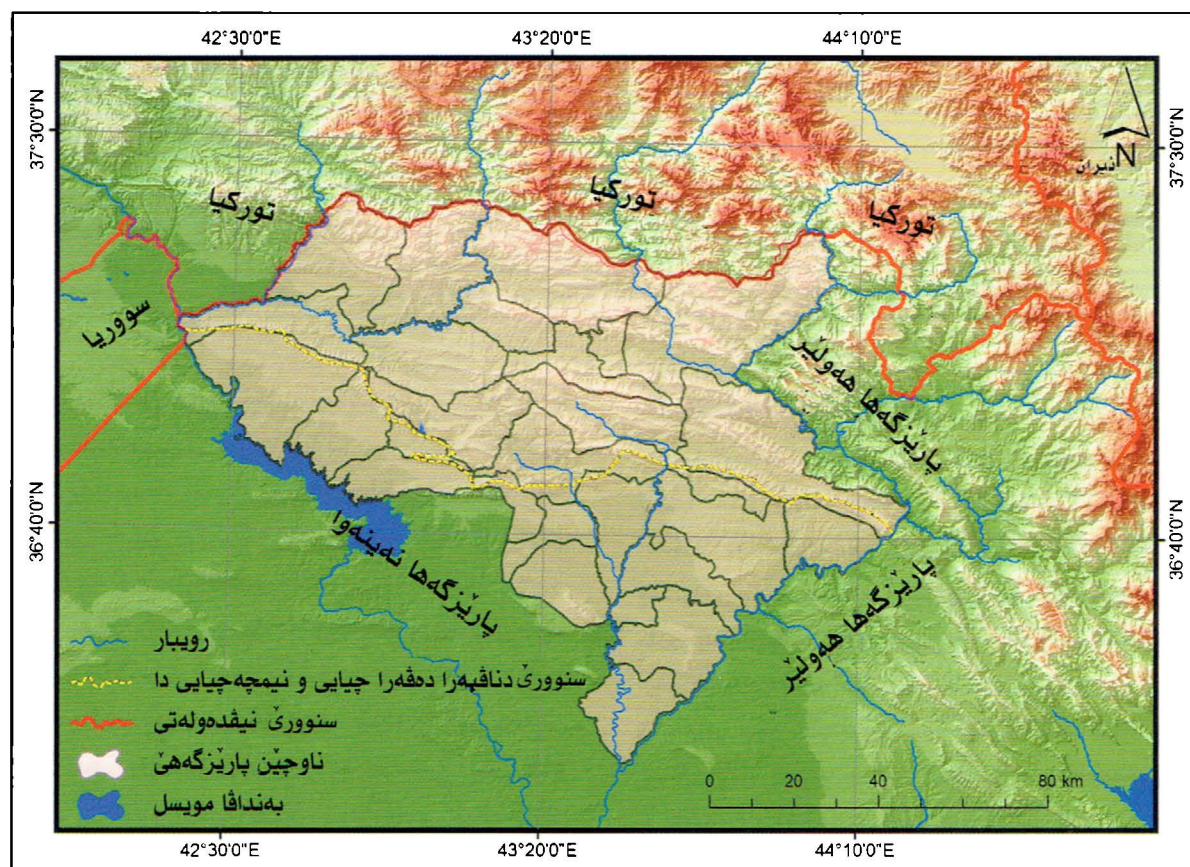 42°30'0"E
43°20'0"E
44°10'0"E
37°30'0"N
37°30'0"N
N
ئیران
تورکیا
تورکیا
تورکیا
سووریا
پارێزگەها هەولێر
36°40'0"N
36°40'0"N
پارێزگەها نەینەوا
پارێزگەها هەولێر
رویبار
سنوورێ دناڤبەرا دەڤەرا چیایی و نیمچەچیایی دا
سنوورێ نیڤدەولەتی
ناوچێن پارێزگەهێ
بەنداڤا مویسل
0 20 40 80 km
42°30'0"E
43°20'0"E
44°10'0"E